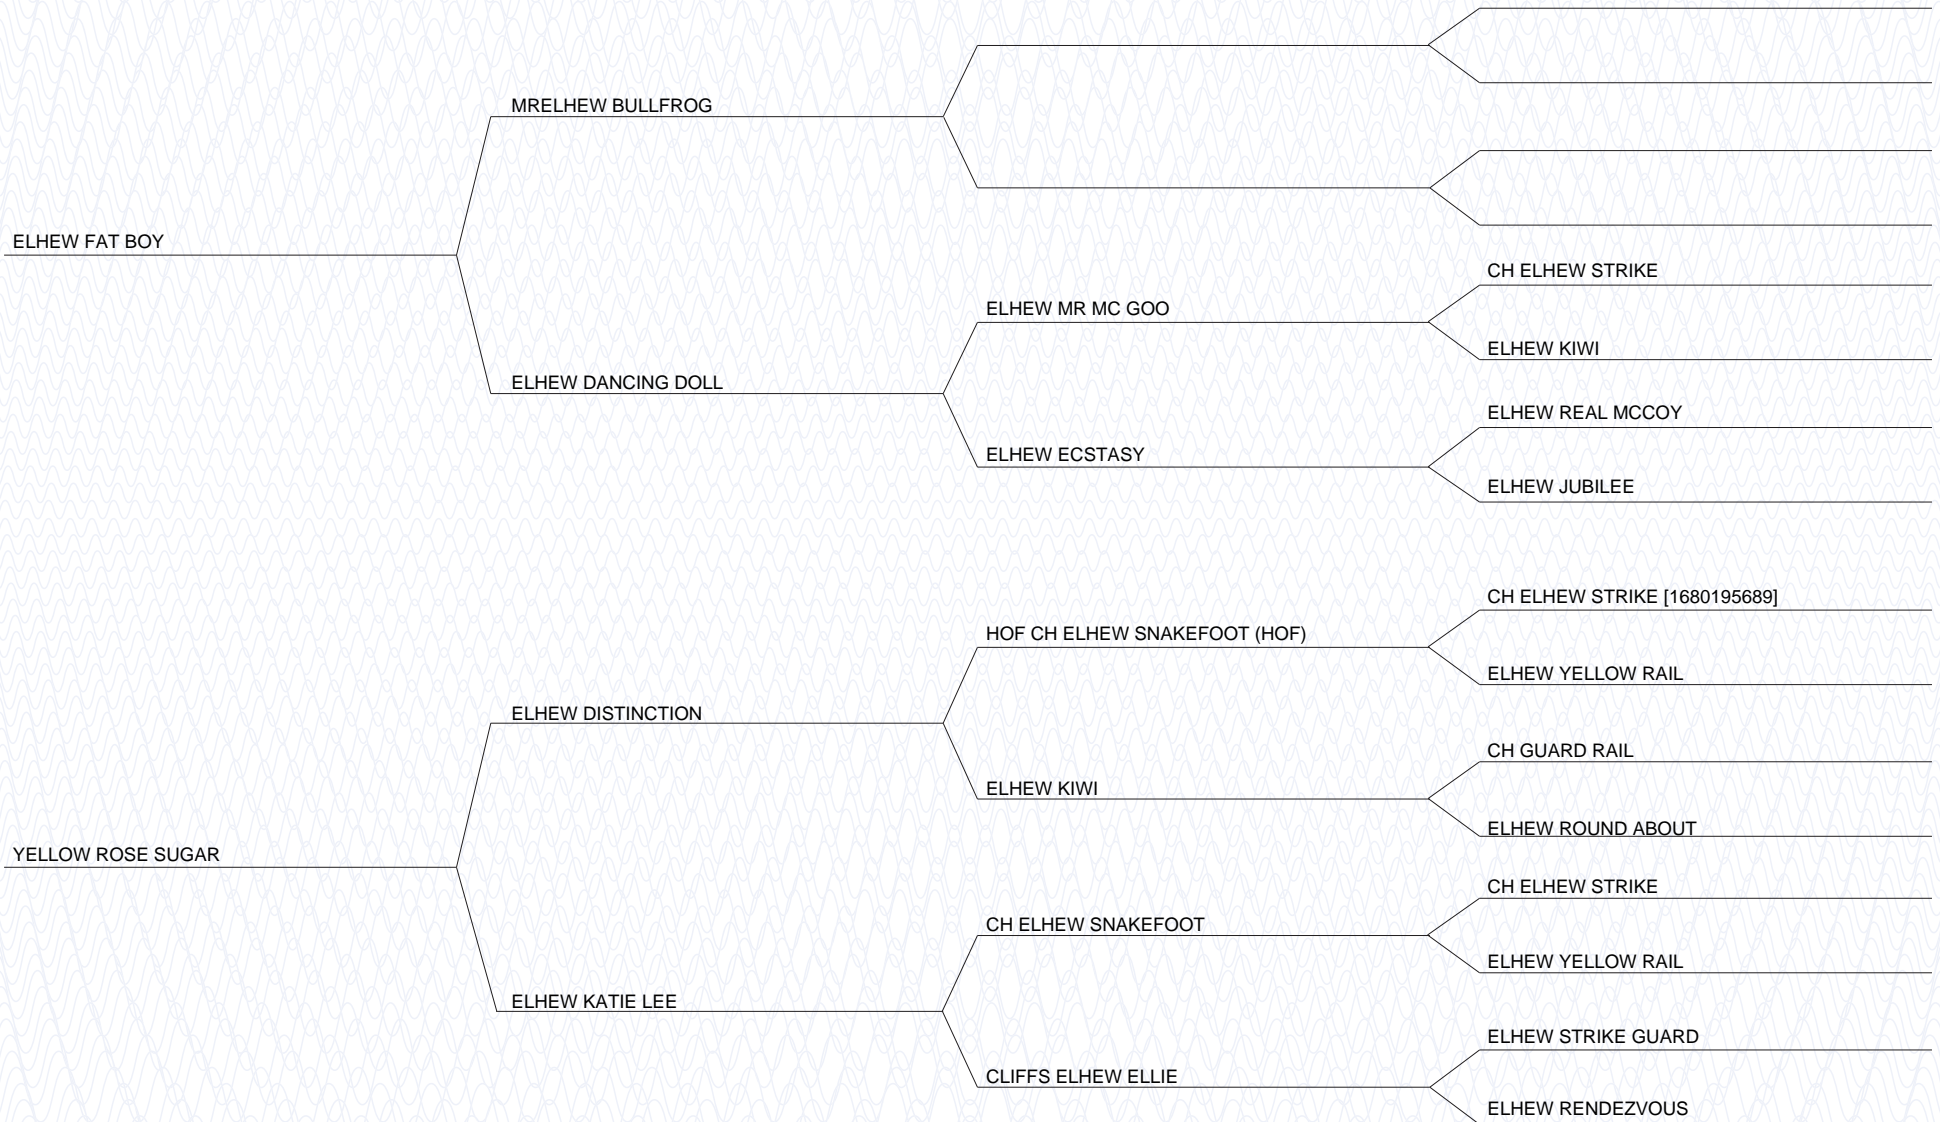 MRELHEW BULLFROG
ELHEW FAT BOY
CH ELHEW STRIKE
ELHEW MR MC GOO
ELHEW KIWI
ELHEW DANCING DOLL
ELHEW REAL MCCOY
ELHEW ECSTASY
ELHEW JUBILEE
CH ELHEW STRIKE [1680195689]
HOF CH ELHEW SNAKEFOOT (HOF)
ELHEW YELLOW RAIL
ELHEW DISTINCTION
CH GUARD RAIL
ELHEW KIWI
ELHEW ROUND ABOUT
YELLOW ROSE SUGAR
CH ELHEW STRIKE
CH ELHEW SNAKEFOOT
ELHEW YELLOW RAIL
ELHEW KATIE LEE
ELHEW STRIKE GUARD
CLIFFS ELHEW ELLIE
ELHEW RENDEZVOUS